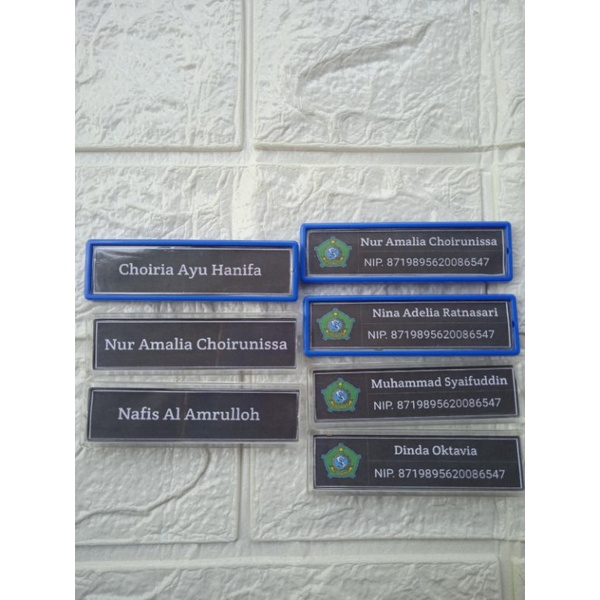 Choiria Ayu Hanifa
Nur Amalia Choirunissa
Nafis Al Amrulloh
Nur Amalia Choirunissa
NIP. 8719895620086547
Nina Adelia Ratnasari
NIP. 8719895620086547
Muhammad Syaifuddin
NIP. 8719895620086547
Dinda Oktavia
NIP. 8719895620086547